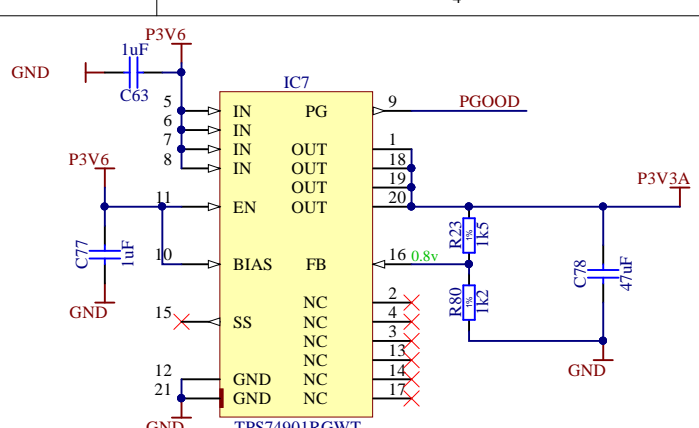 4
P3V6
1uF
GND
C63
IC7
5
IN
PG
9
PGOOD
6
IN
7
IN
OUT
1
8
IN
OUT
18
OUT
19
P3V6
11
EN
OUT
20
P3V3A
R23
1%
1k5
C77
1uF
10
BIAS
FB
16
0.8v
C78
47uF
R80
1%
1k2
GND
15
SS
NC
2
NC
4
NC
3
NC
13
12
GND
NC
14
21
GND
NC
17
GND
GND
TPS74901RGWT